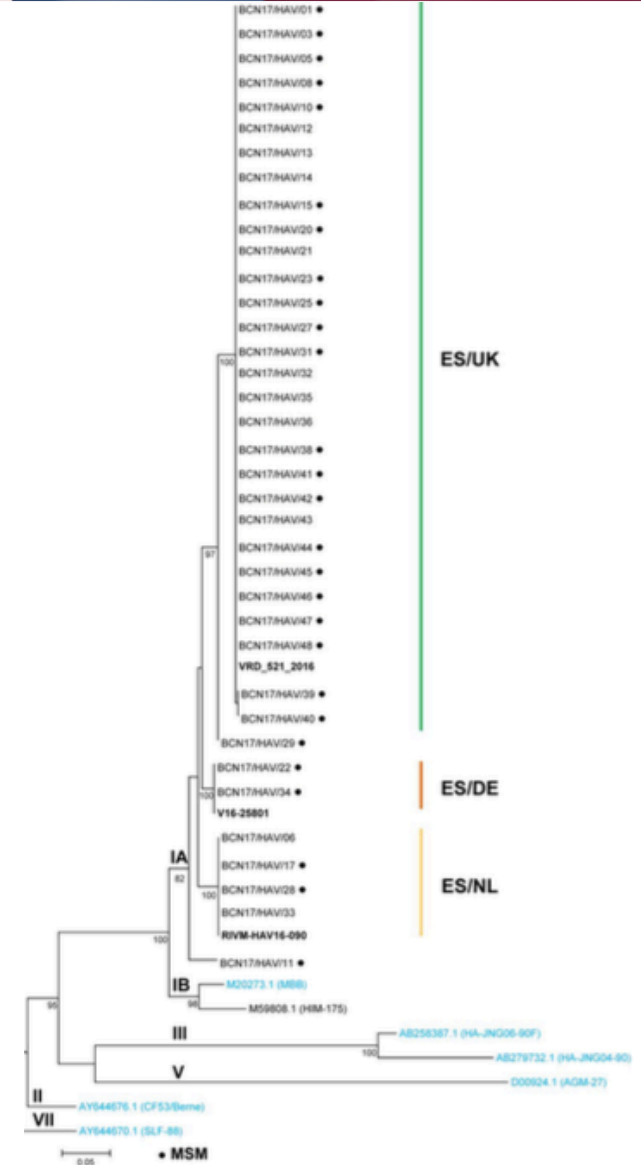 BCN17/HAV/01 ●
BCN17/HAV/03 ●
BCN17/HAV/05 ●
BCN17/HAV/08 ●
BCN17/HAV/10 ●
BCN17/HAV/12
BCN17/HAV/13
BCN17/HAV/14
BCN17/HAV/15 ●
BCN17/HAV/20 ●
BCN17/HAV/21
BCN17/HAV/23 ●
BCN17/HAV/25 ●
BCN17/HAV/27 ●
BCN17/HAV/31 ●
100
ES/UK
BCN17/HAV/32
BCN17/HAV/35
BCN17/HAV/36
BCN17/HAV/38 ●
BCN17/HAV/41 ●
BCN17/HAV/42 ●
BCN17/HAV/43
BCN17/HAV/44 ●
97
BCN17/HAV/45 ●
BCN17/HAV/46 ●
BCN17/HAV/47 ●
BCN17/HAV/48 ●
VRD_521_2016
BCN17/HAV/39 ●
BCN17/HAV/40 ●
BCN17/HAV/29 ●
BCN17/HAV/22 ●
ES/DE
BCN17/HAV/34 ●
100
V16-25801
BCN17/HAV/06
IA
BCN17/HAV/17 ●
82
BCN17/HAV/28 ●
ES/NL
100
BCN17/HAV/33
RIVM-HAV16-090
100
BCN17/HAV/11 ●
IB
M20273.1 (MBB)
98
M59808.1 (HM-175)
95
III
AB258387.1 (HA-JNG06-90F)
100
AB279732.1 (HA-JNG04-90)
V
D00924.1 (AGM-27)
II
AY644676.1 (CF53/Berne)
VII
AY644670.1 (SLF-88)
● MSM
0.05